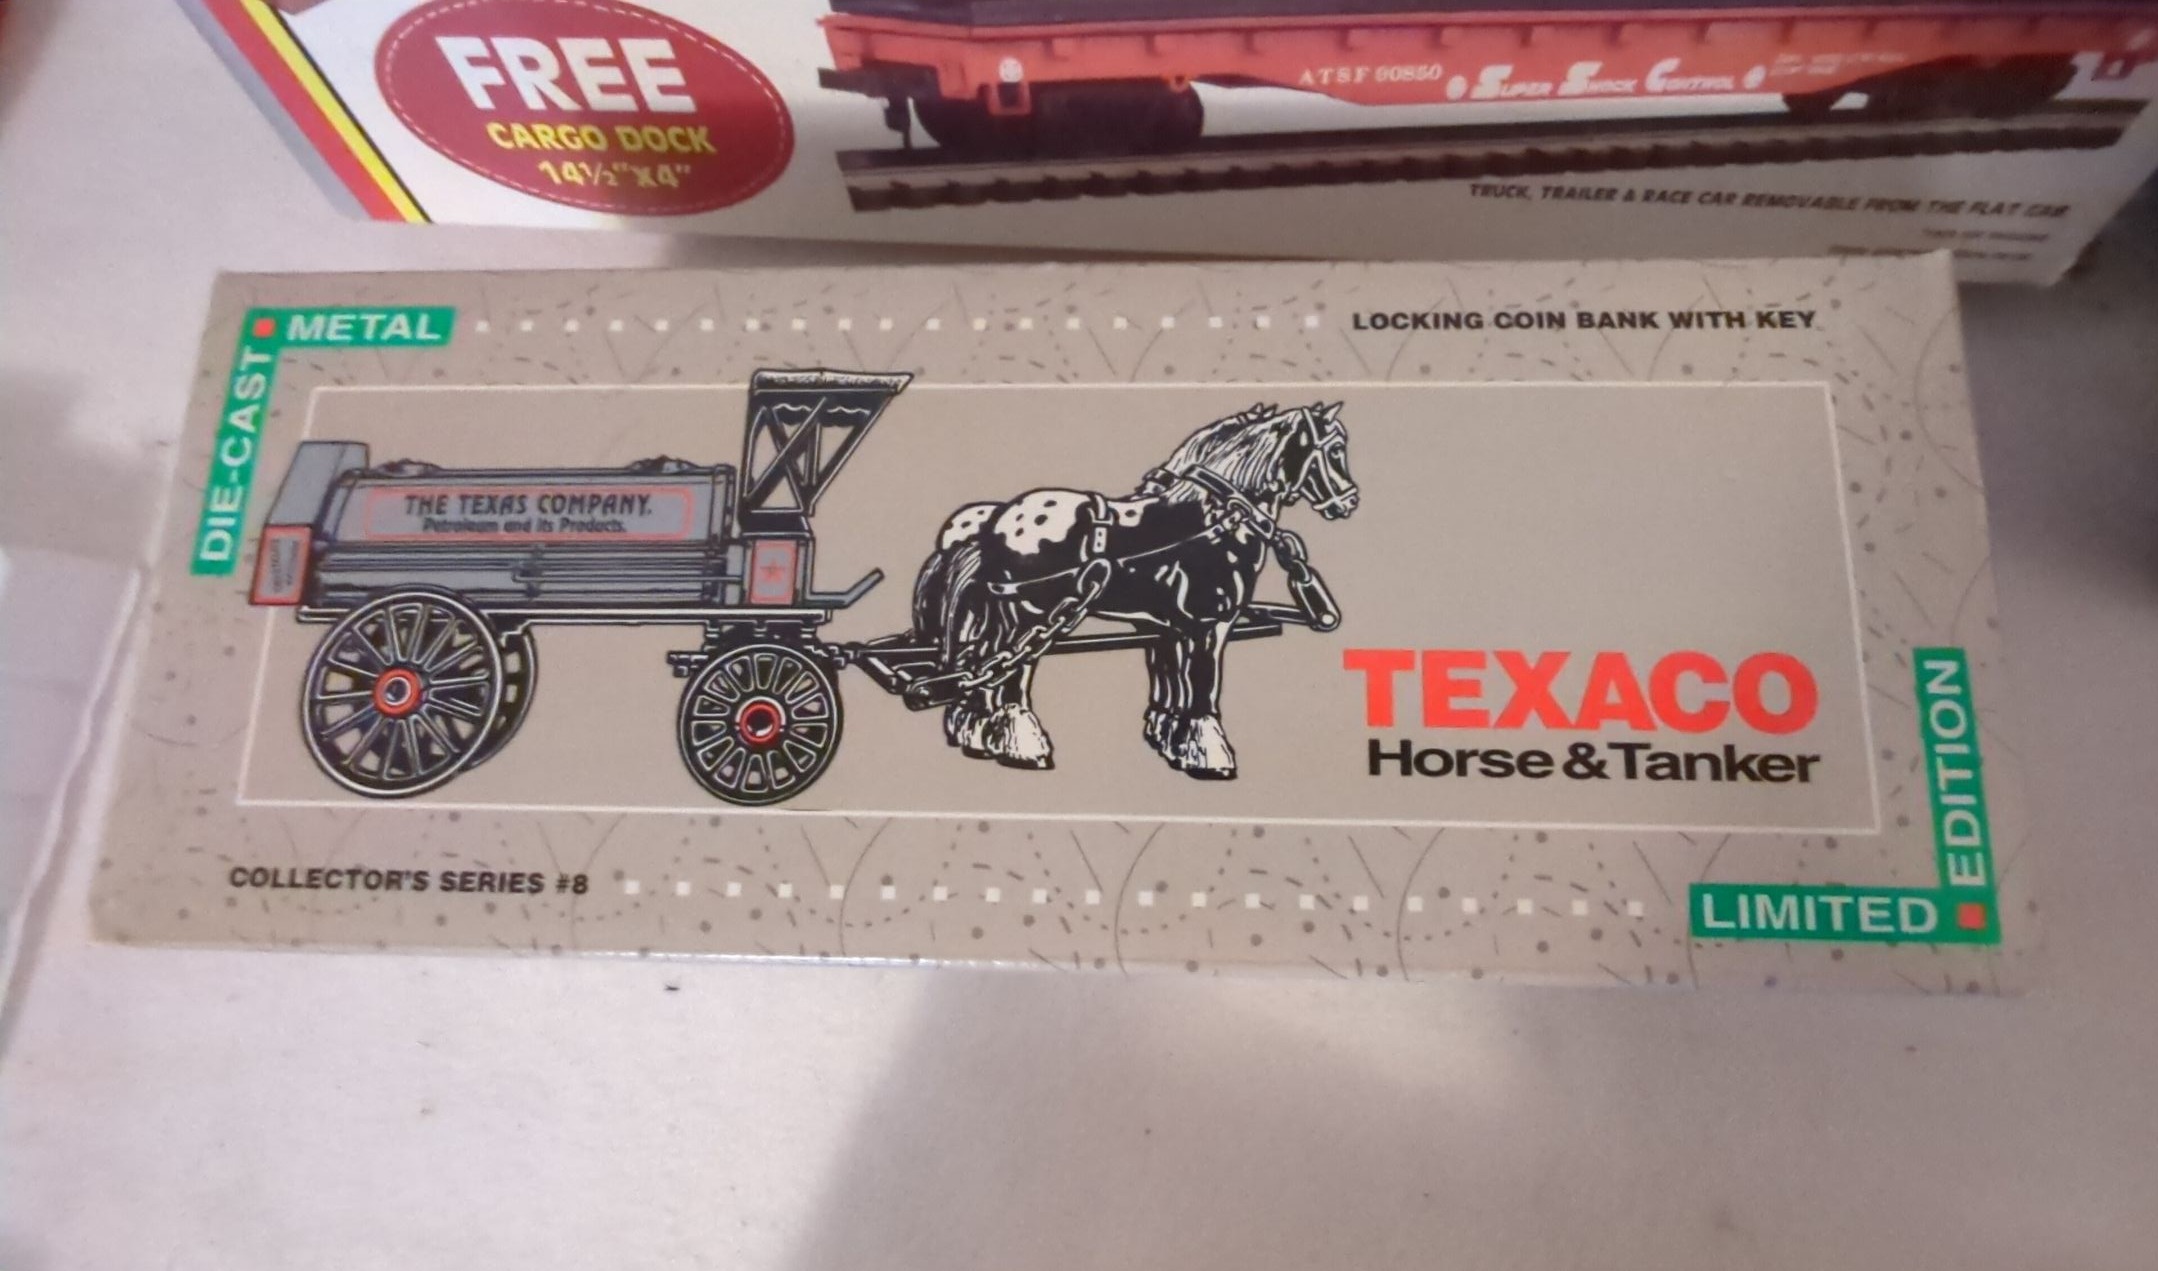 FREE
CARGO DOCK
14½"X4"
ATSF 90850
SUPER SHOCK CONTROL
TRUCK, TRAILER & RACE CAR REMOVABLE FROM THE FLAT CAR
DIE-CAST METAL
LOCKING COIN BANK WITH KEY
THE TEXAS COMPANY.
Petroleum and its Products.
TEXACO
Horse & Tanker
COLLECTOR'S SERIES #8
LIMITED EDITION